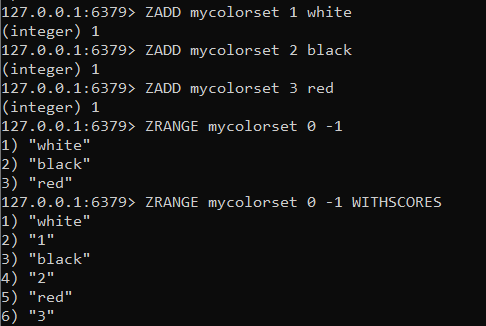 127.0.0.1:6379> ZADD mycolorset 1 white
(integer) 1
127.0.0.1:6379> ZADD mycolorset 2 black
(integer) 1
127.0.0.1:6379> ZADD mycolorset 3 red
(integer) 1
127.0.0.1:6379> ZRANGE mycolorset 0 -1
1) "white"
2) "black"
3) "red"
127.0.0.1:6379> ZRANGE mycolorset 0 -1 WITHSCORES
1) "white"
2) "1"
3) "black"
4) "2"
5) "red"
6) "3"